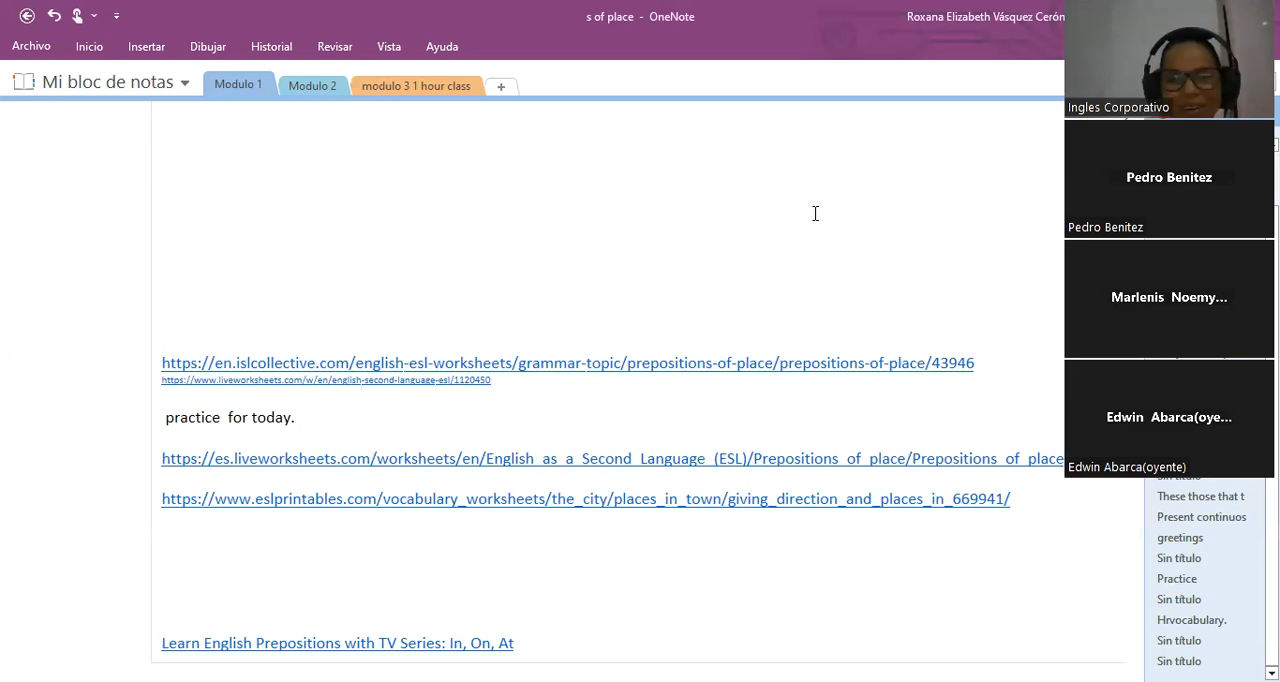 s of place - OneNote
Roxana Elizabeth Vásquez Cerón
Archivo Inicio Insertar Dibujar Historial Revisar Vista Ayuda
Mi bloc de notas Modulo 1 Modulo 2 modulo 3 1 hour class +
Ingles Corporativo
Pedro Benitez
Pedro Benitez
Marlenis Noemy...
https://en.islcollective.com/english-esl-worksheets/grammar-topic/prepositions-of-place/prepositions-of-place/43946
https://www.liveworksheets.com/w/en/english-second-language-esl/1120450
practice for today.
Edwin Abarca(oye...
https://es.liveworksheets.com/worksheets/en/English_as_a_Second_Language_(ESL)/Prepositions_of_place/Prepositions_of_place
Edwin Abarca(oyente)
https://www.eslprintables.com/vocabulary_worksheets/the_city/places_in_town/giving_direction_and_places_in_669941/
Learn English Prepositions with TV Series: In, On, At
Sin título
These those that t
Present continuos
greetings
Sin título
Practice
Sin título
Hrvocabulary.
Sin título
Sin título